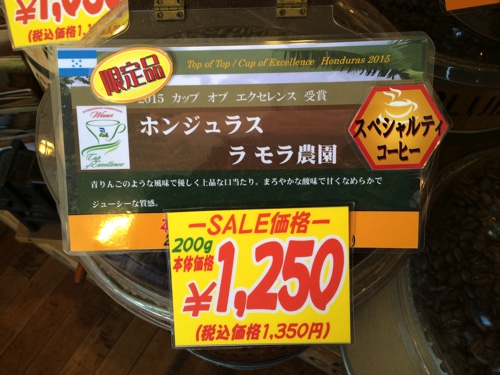 (税込価格1,1
限定品
Top of Top / Cup of Excellence Honduras 2015
2015 カップ オブ エクセレンス 受賞
Cup of Excellence
ホンジュラス
ラ モラ農園
スペシャルティ
コーヒー
青りんごのような風味で優しく上品な口当たり。まろやかな酸味で甘くなめらかで
ジューシーな質感。
ーSALE価格ー
200g
本体価格
¥1,250
(税込価格1,350円)